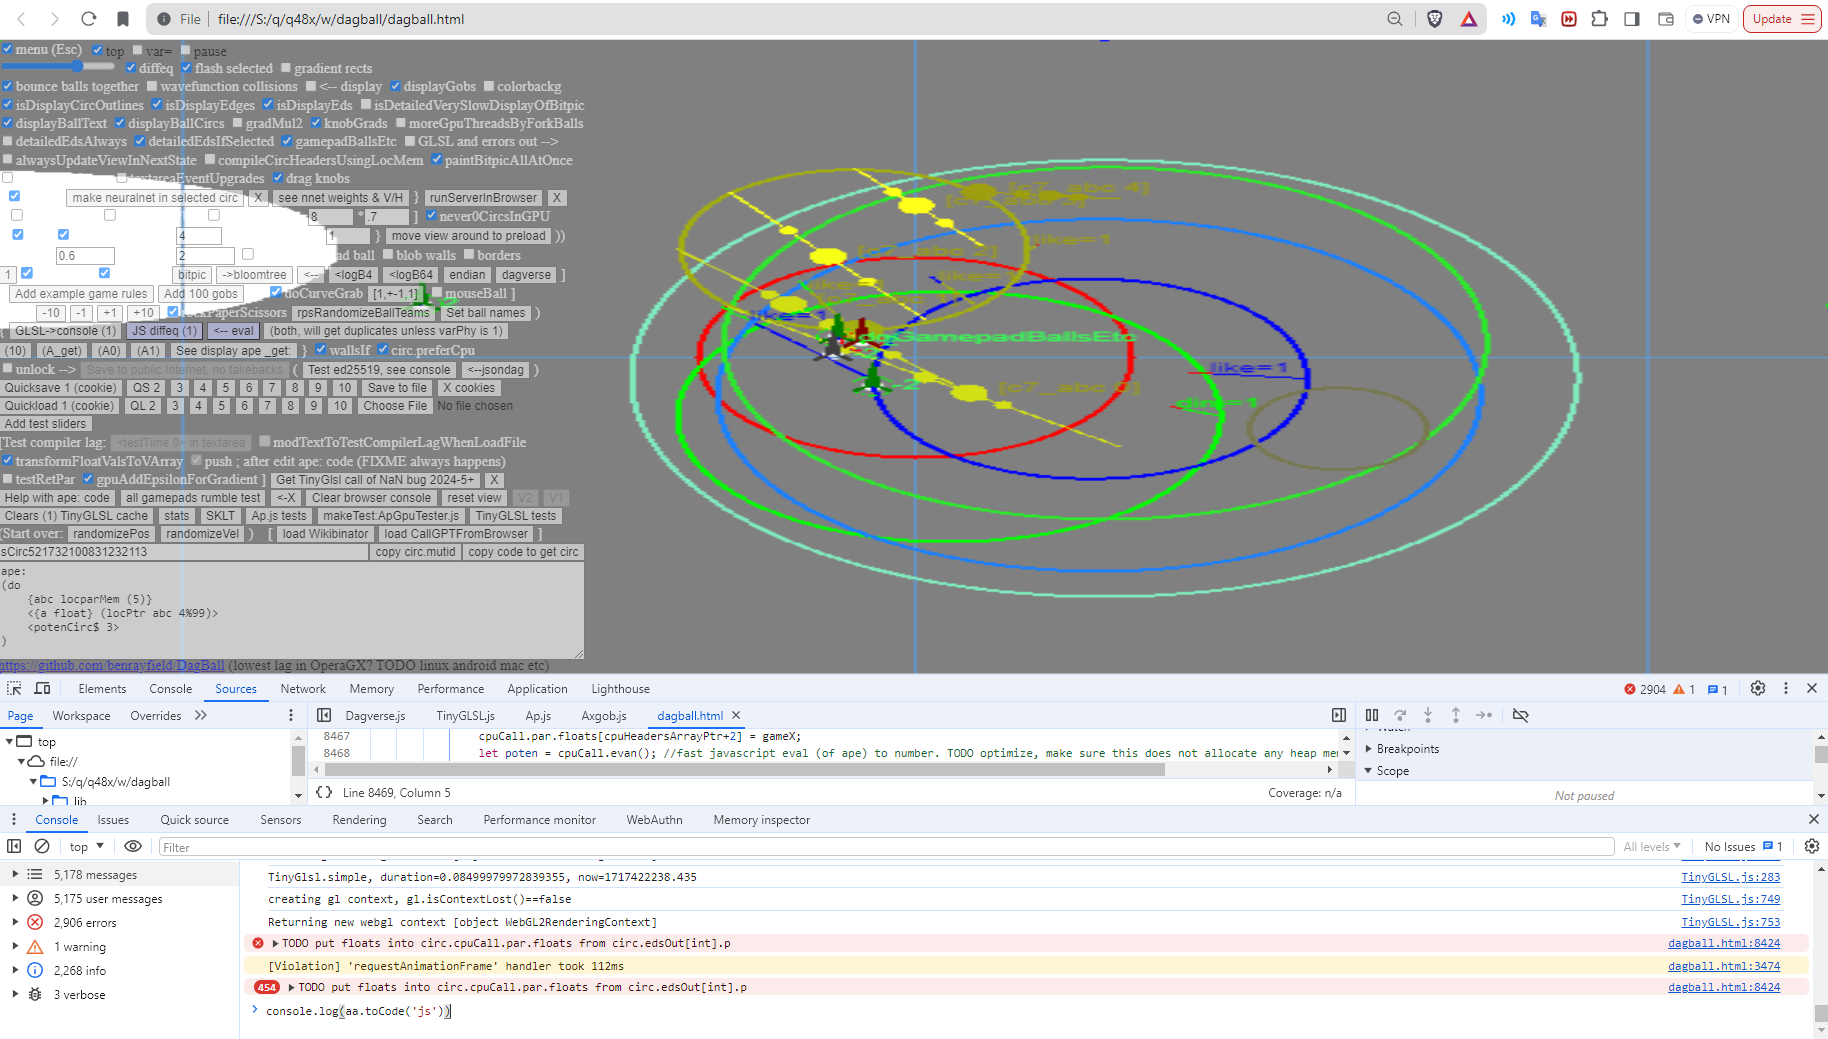 File file:///S:/q/q48x/w/dagball/dagball.html VPN Update
menu (Esc) top var= pause
diffeq flash selected gradient rects
bounce balls together wavefunction collisions <-- display displayGobs colorbackg
isDisplayCircOutlines isDisplayEdges isDisplayEds isDetailedVerySlowDisplayOfBitpic
displayBallText displayBallCircs gradMul2 knobGrads moreGpuThreadsByForkBalls
detailedEdsAlways detailedEdsIfSelected gamepadBallsEtc GLSL and errors out -->
alwaysUpdateViewInNextState compileCircHeadersUsingLocMem paintBitpicAllAtOnce
textareaEventUpgrades drag knobs
make neuralnet in selected circ X see nnet weights & V/H } runServerInBrowser X
8 * .7 ] never0CircsInGPU
4 1 } move view around to preload ))
0.6 2 ad ball blob walls borders
1 bitpic ->bloomtree <-- <logB4 <logB64 endian dagverse ]
Add example game rules Add 100 gobs doCurveGrab [1,+-1,1] mouseBall ]
-10 -1 +1 +10 ockPaperScissors rpsRandomizeBallTeams Set ball names )
GLSL->console (1) JS diffeq (1) <-- eval (both, will get duplicates unless varPhy is 1)
(10) (A_get) (A0) (A1) See display ape _get: } wallsIf circ.preferCpu
unlock --> Save to public internet, no takebacks ( Test ed25519, see console <--jsondag )
Quicksave 1 (cookie) QS 2 3 4 5 6 7 8 9 10 Save to file X cookies
Quickload 1 (cookie) QL 2 3 4 5 6 7 8 9 10 Choose File No file chosen
Add test sliders
[Test compiler lag: <testTime 0> in textarea modTextToTestCompilerLagWhenLoadFile
transformFloatValsToVArray push ; after edit ape: code (FIXME always happens)
testRetPar gpuAddEpsilonForGradient ] Get TinyGlsl call of NaN bug 2024-5+ X
Help with ape: code all gamepads rumble test <-X Clear browser console reset view V2 V1
Clears (1) TinyGLSL cache stats SKLT Ap.js tests makeTest:ApGpuTester.js TinyGLSL tests
(Start over: randomizePos randomizeVel ) [ load Wikibinator load CallGPTFromBrowser ]
sCirc521732100831232113 copy circ.mutid copy code to get circ
ape:
(do
{abc locparMem (5)}
<{a float} (locPtr abc 4%99)>
<potenCirc$ 3>
)
https://github.com/benrayfield/DagBall (lowest lag in OperaGX? TODO linux android mac etc)
[c7_abc 4]
like=1
like=
like=1
doGamepadBallsEtc
like=1
-2
dire=1
Elements Console Sources Network Memory Performance Application Lighthouse 2904 1 1
Page Workspace Overrides Dagverse.js TinyGLSL.js Ap.js Axgob.js dagball.html
top
file://
S:/q/q48x/w/dagball
lib
8467 cpuCall.par.floats[cpuHeadersArrayPtr+2] = gameX;
8468 let poten = cpuCall.evan(); //fast javascript eval (of ape) to number. TODO optimize, make sure this does not allocate any heap mem
Line 8469, Column 5 Coverage: n/a
Watch
Breakpoints
Scope
Not paused
Console Issues Quick source Sensors Rendering Search Performance monitor WebAuthn Memory inspector
top Filter All levels No Issues 1
5,178 messages
5,175 user messages
2,906 errors
1 warning
2,268 info
3 verbose
TinyGlsl.simple, duration=0.08499979972839355, now=1717422238.435 TinyGLSL.js:283
creating gl context, gl.isContextLost()==false TinyGLSL.js:749
Returning new webgl context [object WebGL2RenderingContext] TinyGLSL.js:753
TODO put floats into circ.cpuCall.par.floats from circ.edsOut[int].p dagball.html:8424
[Violation] 'requestAnimationFrame' handler took 112ms dagball.html:3474
454 TODO put floats into circ.cpuCall.par.floats from circ.edsOut[int].p dagball.html:8424
console.log(aa.toCode('js'))